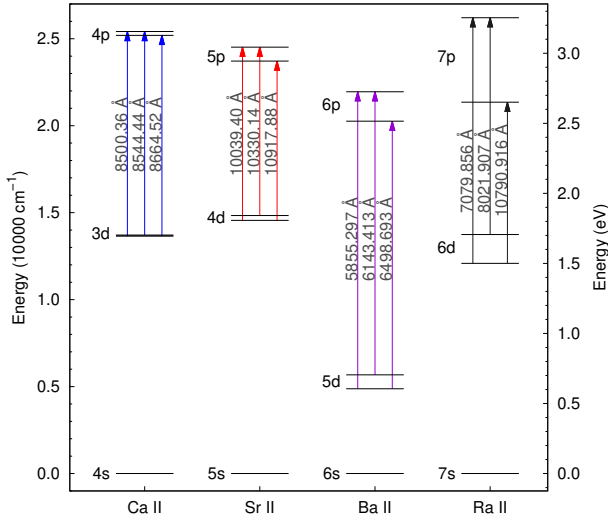 Energy (10000 cm⁻¹)
2.5
2.0
1.5
1.0
0.5
0.0
4p
8500.36 Å
8544.44 Å
8664.52 Å
3d
4s
Ca II
5p
10039.40 Å
10330.14 Å
10917.88 Å
4d
5s
Sr II
6p
5855.297 Å
6143.413 Å
6498.693 Å
5d
6s
Ba II
7p
7079.856 Å
8021.907 Å
10790.916 Å
6d
7s
Ra II
3.0
2.5
2.0
1.5
1.0
0.5
0.0
Energy (eV)